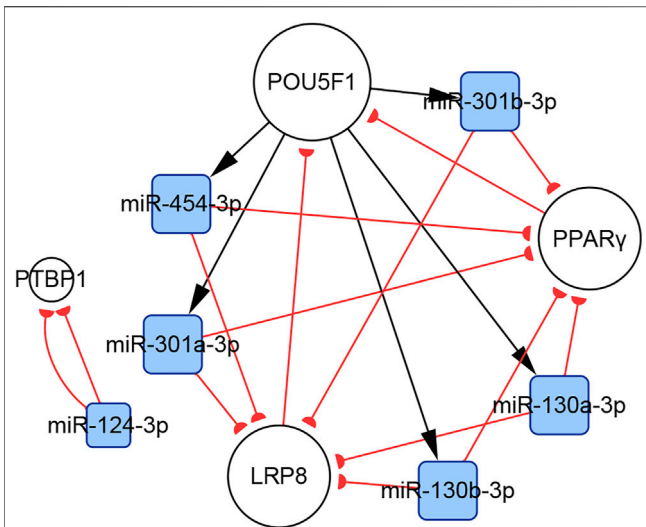 POU5F1
miR-301b-3p
miR-454-3p
PPARγ
PTBP1
miR-301a-3p
miR-130a-3p
miR-124-3p
LRP8
miR-130b-3p